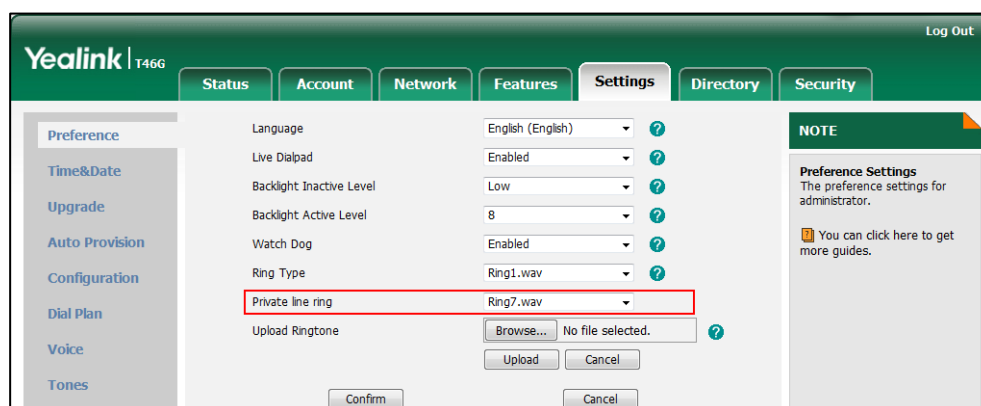 Log Out
Yealink | T46G
Status Account Network Features Settings Directory Security
Preference
Time&Date
Upgrade
Auto Provision
Configuration
Dial Plan
Voice
Tones
Language English (English) ?
Live Dialpad Enabled ?
Backlight Inactive Level Low ?
Backlight Active Level 8 ?
Watch Dog Enabled ?
Ring Type Ring1.wav ?
Private line ring Ring7.wav
Upload Ringtone Browse... No file selected. ?
Upload Cancel
Confirm Cancel
NOTE
Preference Settings
The preference settings for
administrator.
? You can click here to get
more guides.